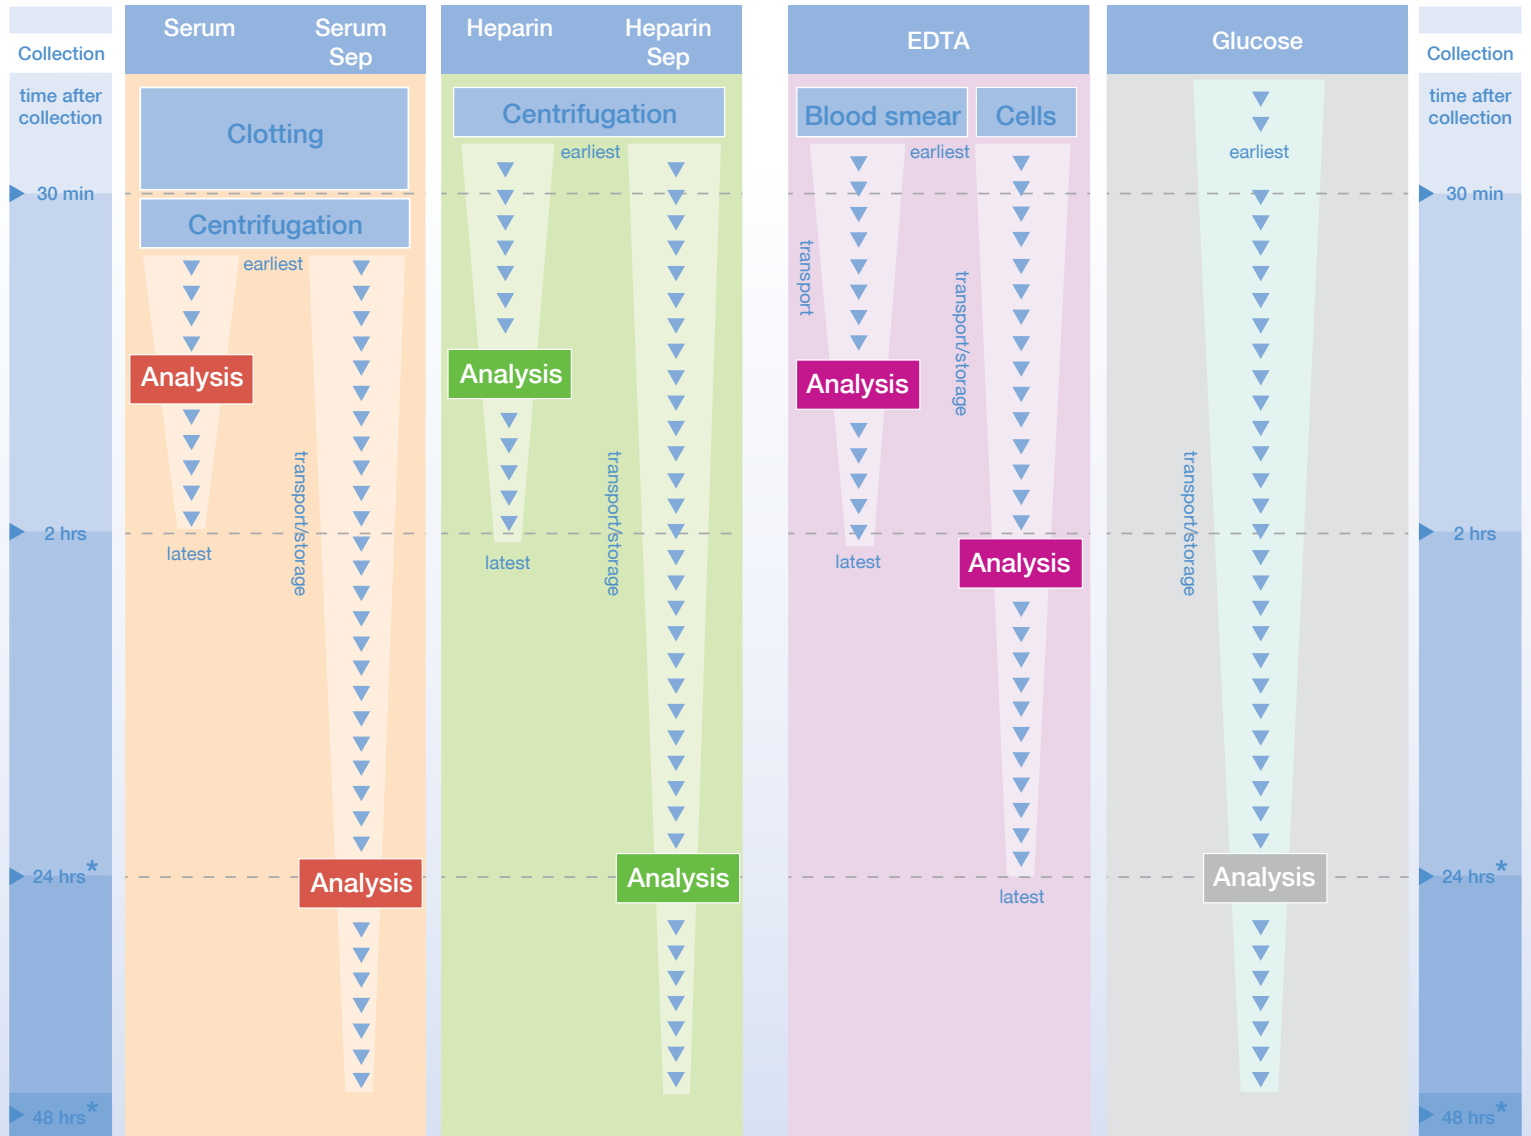 Serum
Serum
Sep
Heparin
Heparin
Sep
EDTA
Glucose
Collection
Collection
time after
collection
time after
collection
Clotting
Centrifugation
Blood smear
Cells
earliest
earliest
earliest
30 min
30 min
Centrifugation
earliest
transport
transport/storage
Analysis
Analysis
Analysis
transport/storage
transport/storage
transport/storage
2 hrs
2 hrs
latest
latest
latest
Analysis
24 hrs*
24 hrs*
Analysis
Analysis
Analysis
latest
48 hrs*
48 hrs*